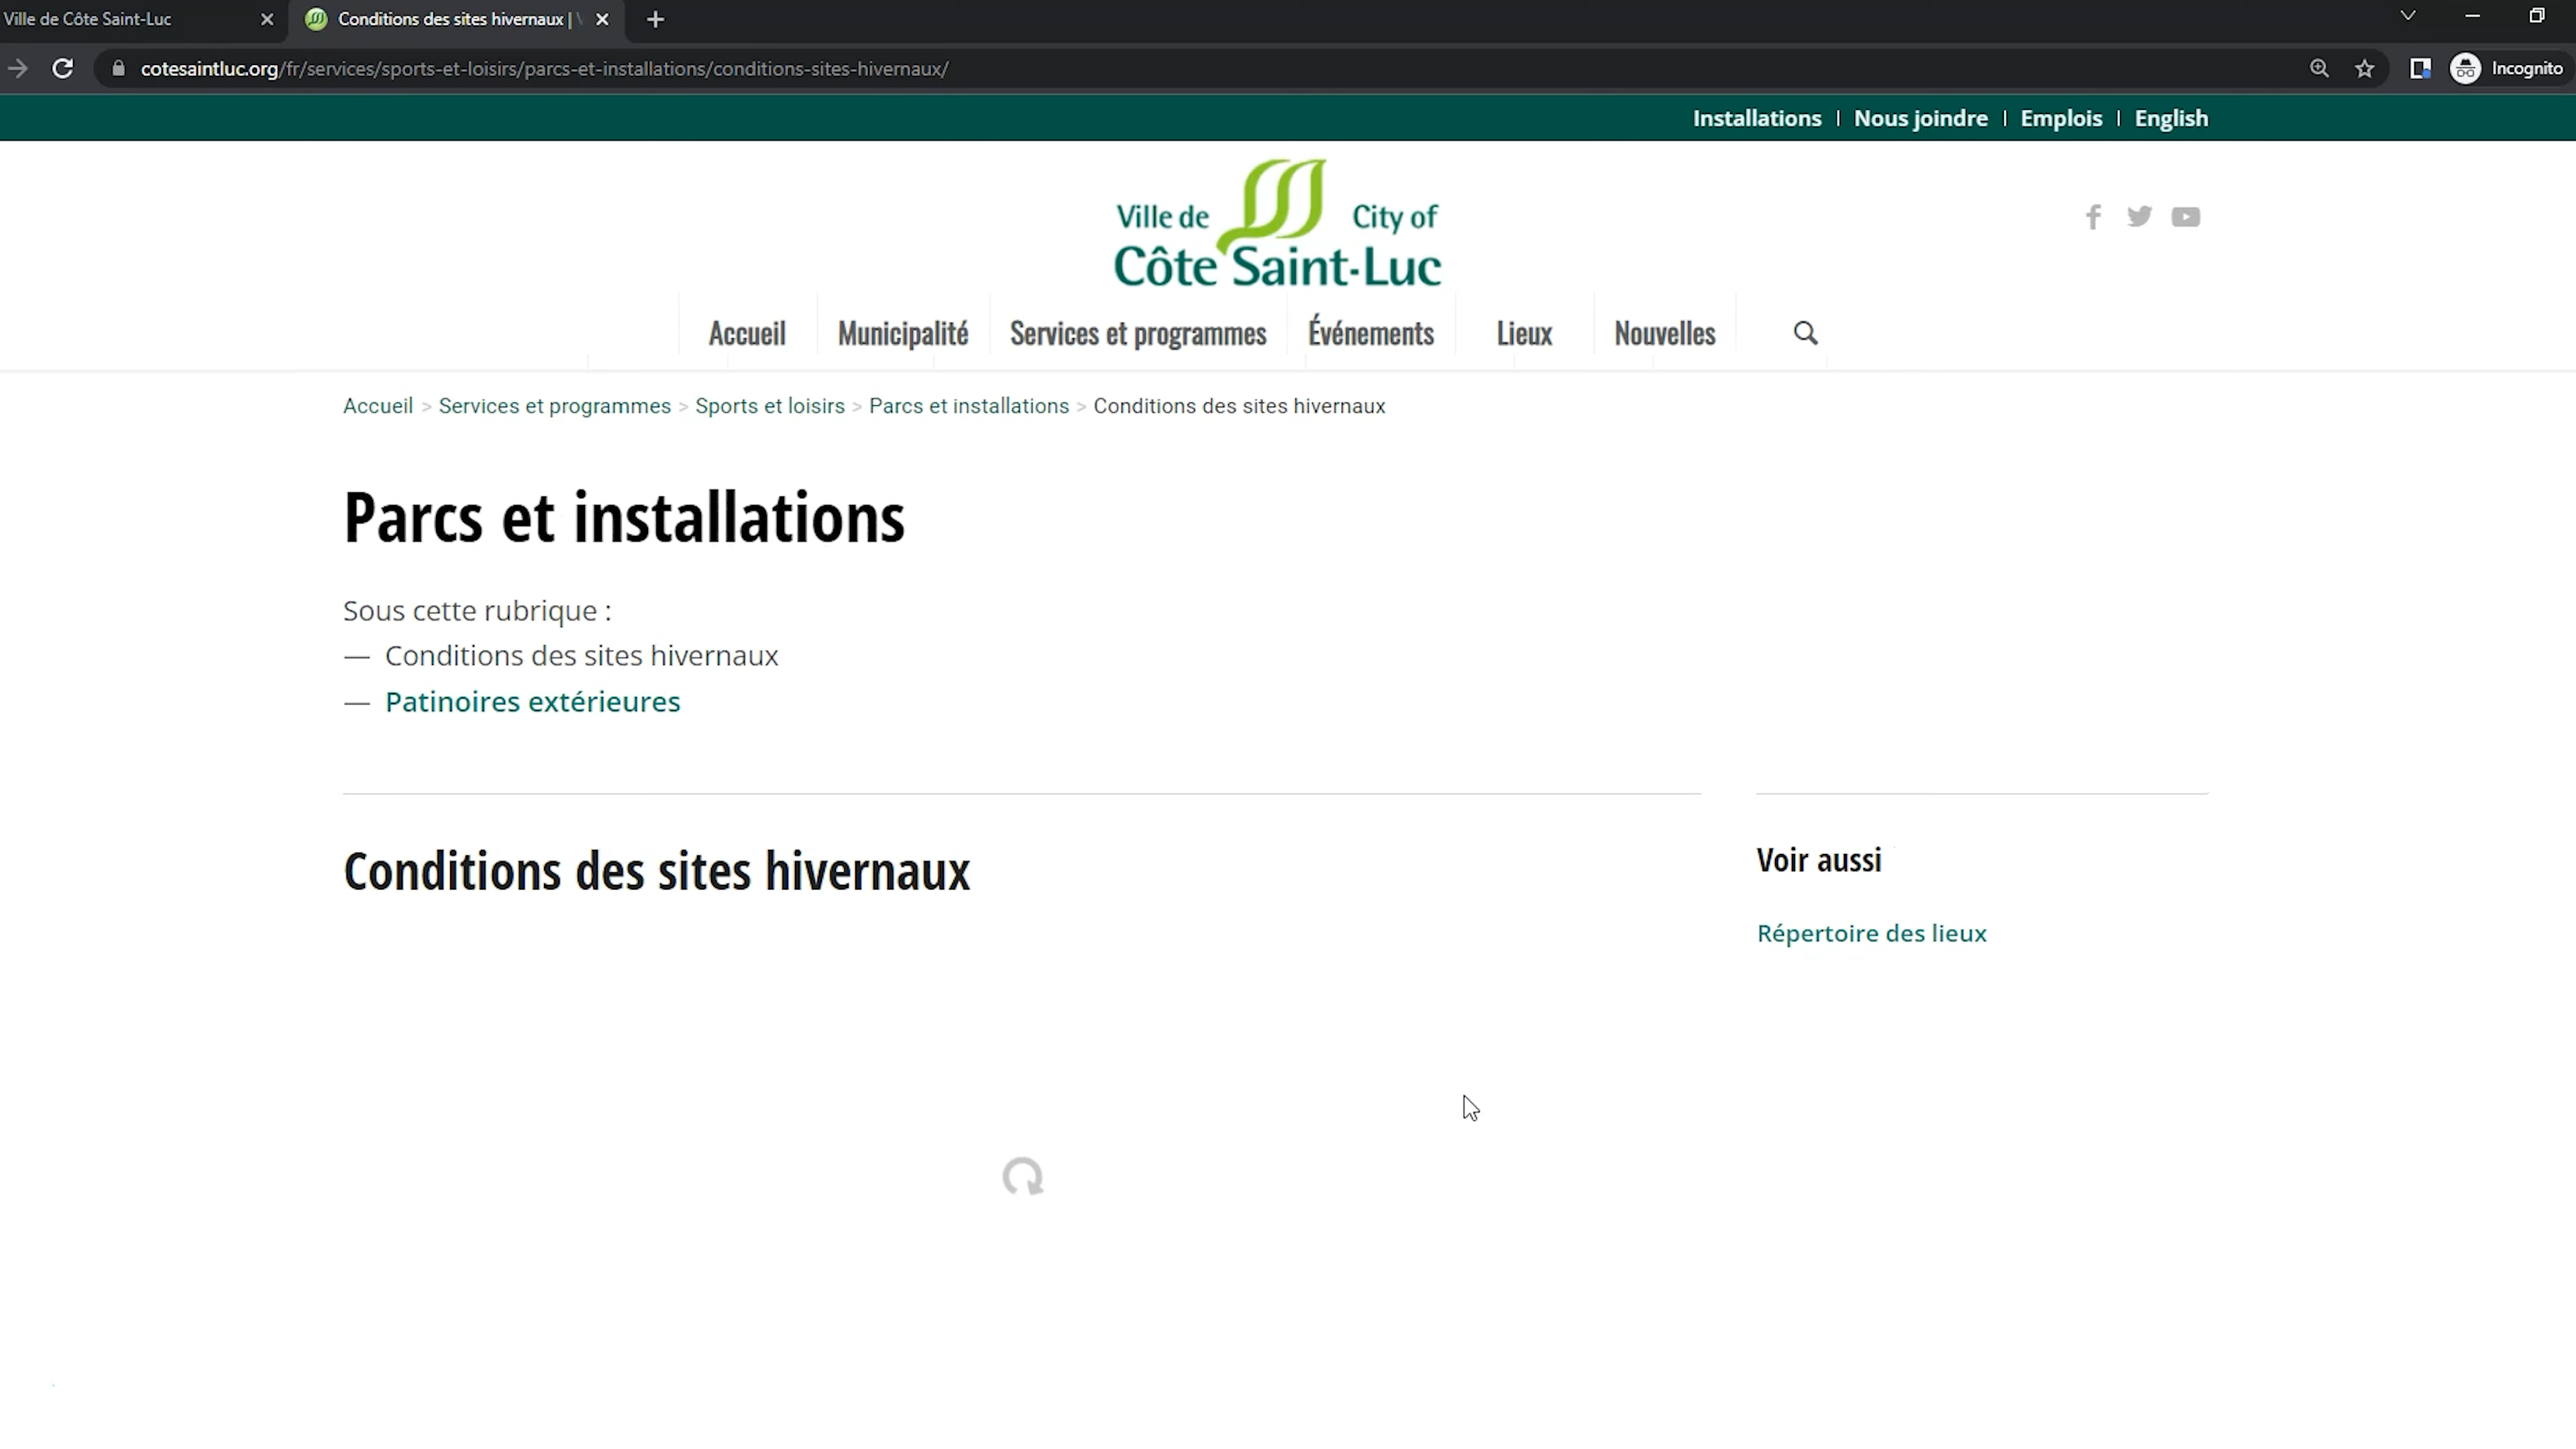 Ville de Côte Saint-Luc
Conditions des sites hivernaux |
cotesaintluc.org/fr/services/sports-et-loisirs/parcs-et-installations/conditions-sites-hivernaux/
Incognito
Installations | Nous joindre | Emplois | English
Ville de City of
Côte Saint-Luc
Accueil Municipalité Services et programmes Événements Lieux Nouvelles
Accueil > Services et programmes > Sports et loisirs > Parcs et installations > Conditions des sites hivernaux
Parcs et installations
Sous cette rubrique :
— Conditions des sites hivernaux
— Patinoires extérieures
Conditions des sites hivernaux
Voir aussi
Répertoire des lieux